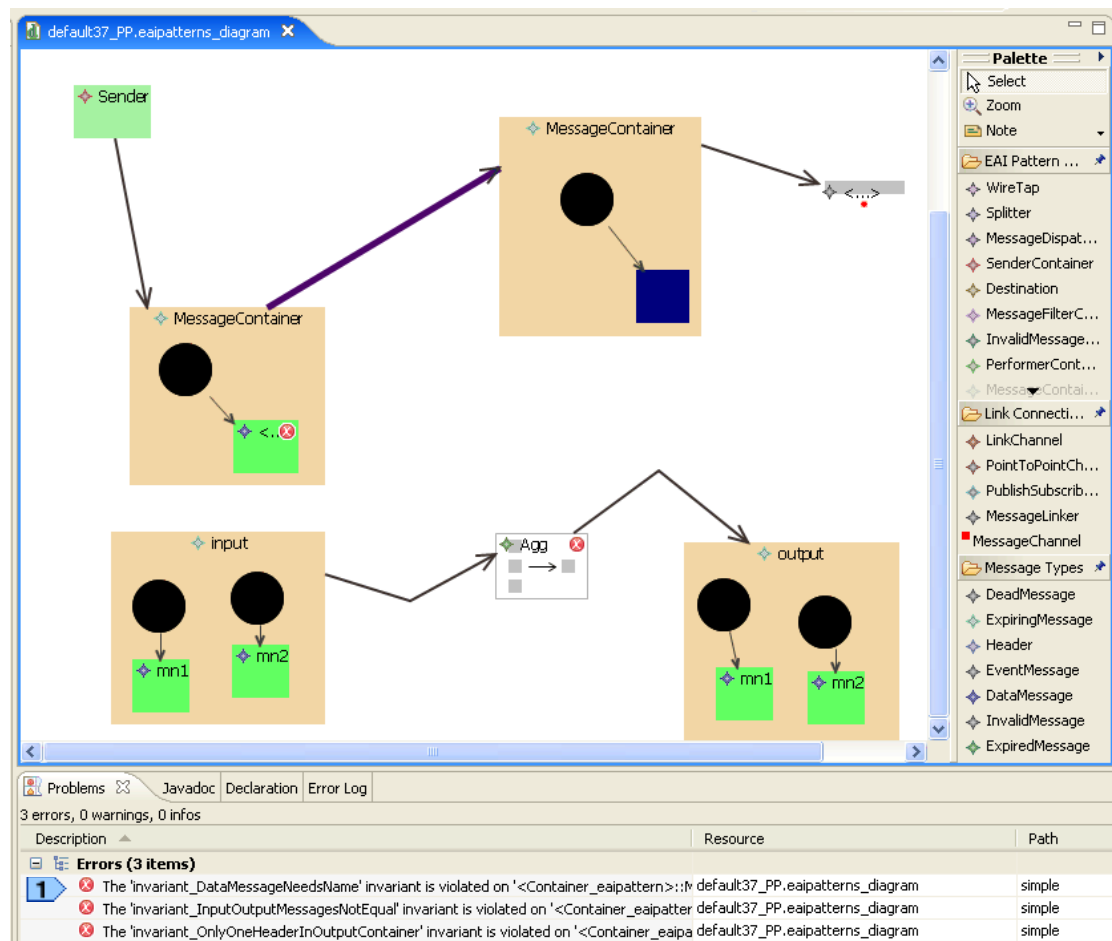 default37_PP.eaipatterns_diagram
Sender
MessageContainer
<...>
MessageContainer
<..
input
mn1
mn2
Agg
output
mn1
mn2
Palette
Select
Zoom
Note
EAI Pattern ...
WireTap
Splitter
MessageDispat...
SenderContainer
Destination
MessageFilterC...
InvalidMessage...
PerformerCont...
MessageContai...
Link Connecti...
LinkChannel
PointToPointCh...
PublishSubscrib...
MessageLinker
MessageChannel
Message Types
DeadMessage
ExpiringMessage
Header
EventMessage
DataMessage
InvalidMessage
ExpiredMessage
Problems Javadoc Declaration Error Log
3 errors, 0 warnings, 0 infos
Description Resource Path
Errors (3 items)
1 The 'invariant_DataMessageNeedsName' invariant is violated on '<Container_eaipattern>::M default37_PP.eaipatterns_diagram simple
The 'invariant_InputOutputMessagesNotEqual' invariant is violated on '<Container_eaipatter default37_PP.eaipatterns_diagram simple
The 'invariant_OnlyOneHeaderInOutputContainer' invariant is violated on '<Container_eaipa default37_PP.eaipatterns_diagram simple